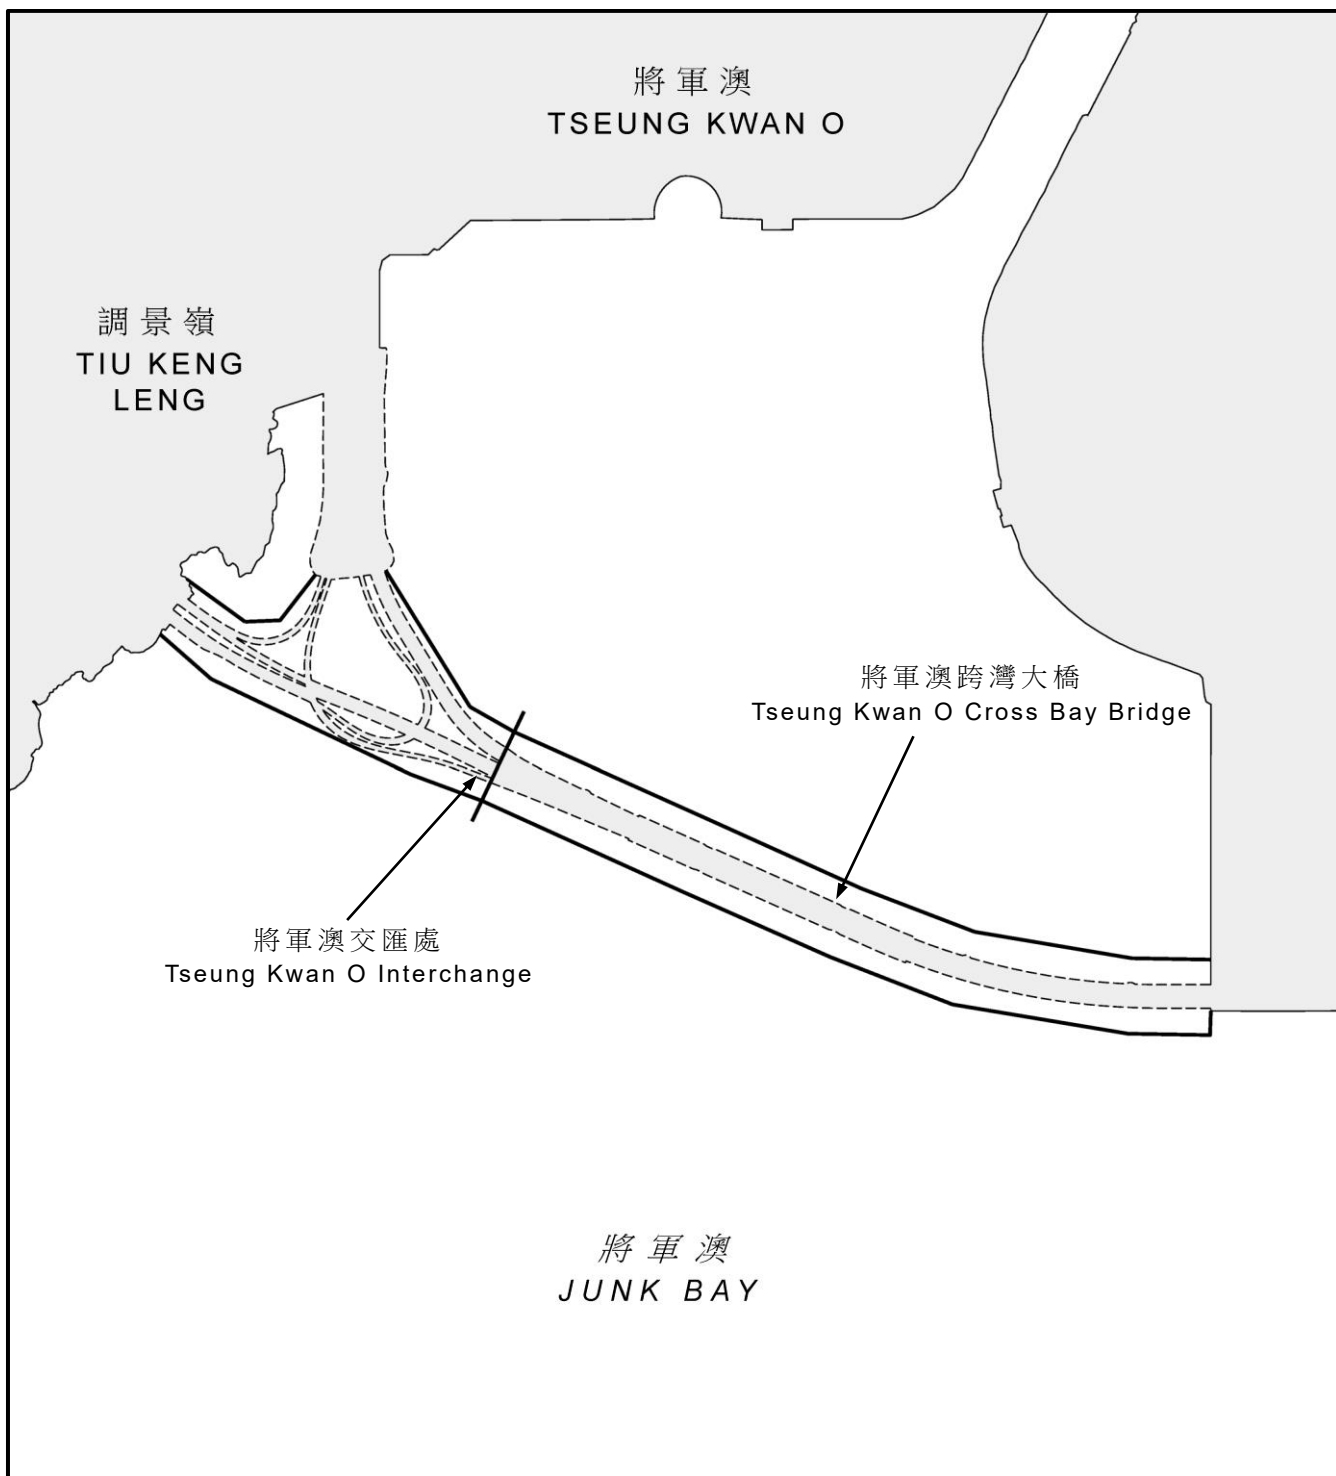 將軍澳
TSEUNG KWAN O
調景嶺
TIU KENG
LENG
將軍澳跨灣大橋
Tseung Kwan O Cross Bay Bridge
將軍澳交匯處
Tseung Kwan O Interchange
將軍澳
JUNK BAY